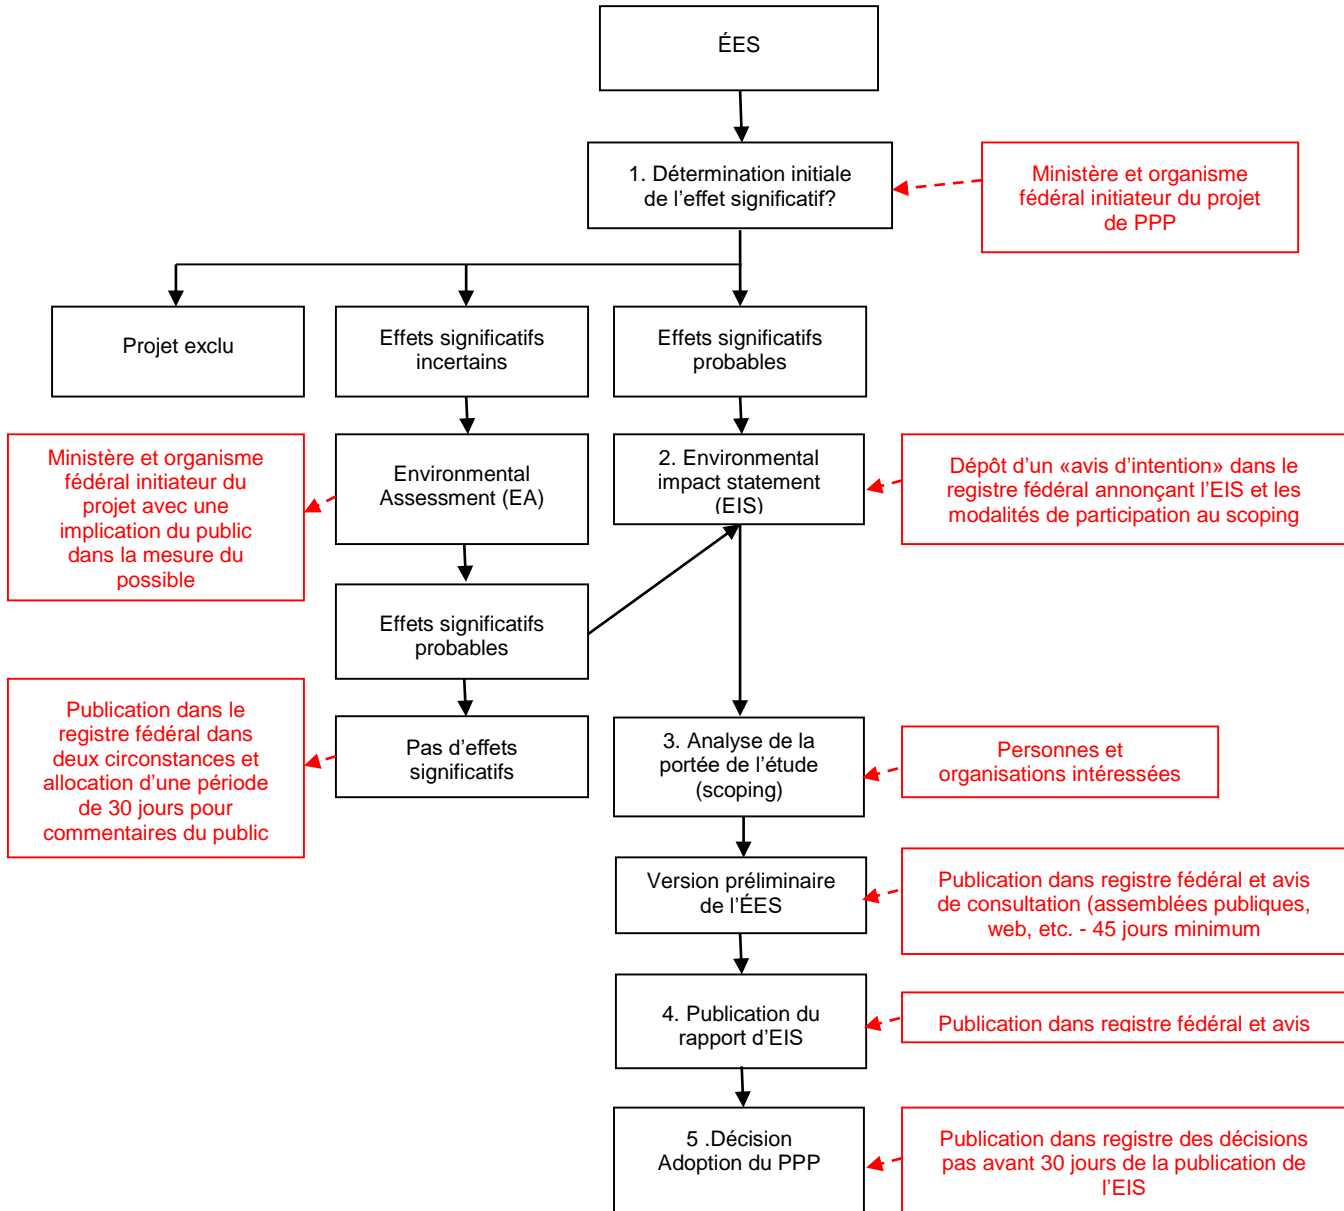 ÉES
1. Détermination initiale
de l’effet significatif?
Ministère et organisme
fédéral initiateur du projet
de PPP
Projet exclu
Effets significatifs
incertains
Effets significatifs
probables
Ministère et organisme
fédéral initiateur du
projet avec une
implication du public
dans la mesure du
possible
Environmental
Assessment (EA)
2. Environmental
impact statement
(EIS)
Dépôt d’un «avis d’intention» dans le
registre fédéral annonçant l’EIS et les
modalités de participation au scoping
Effets significatifs
probables
Publication dans le
registre fédéral dans
deux circonstances et
allocation d’une période
de 30 jours pour
commentaires du public
Pas d’effets
significatifs
3. Analyse de la
portée de l’étude
(scoping)
Personnes et
organisations intéressées
Version préliminaire
de l’ÉES
Publication dans registre fédéral et avis
de consultation (assemblées publiques,
web, etc. - 45 jours minimum
4. Publication du
rapport d’EIS
Publication dans registre fédéral et avis
5 .Décision
Adoption du PPP
Publication dans registre des décisions
pas avant 30 jours de la publication de
l’EIS